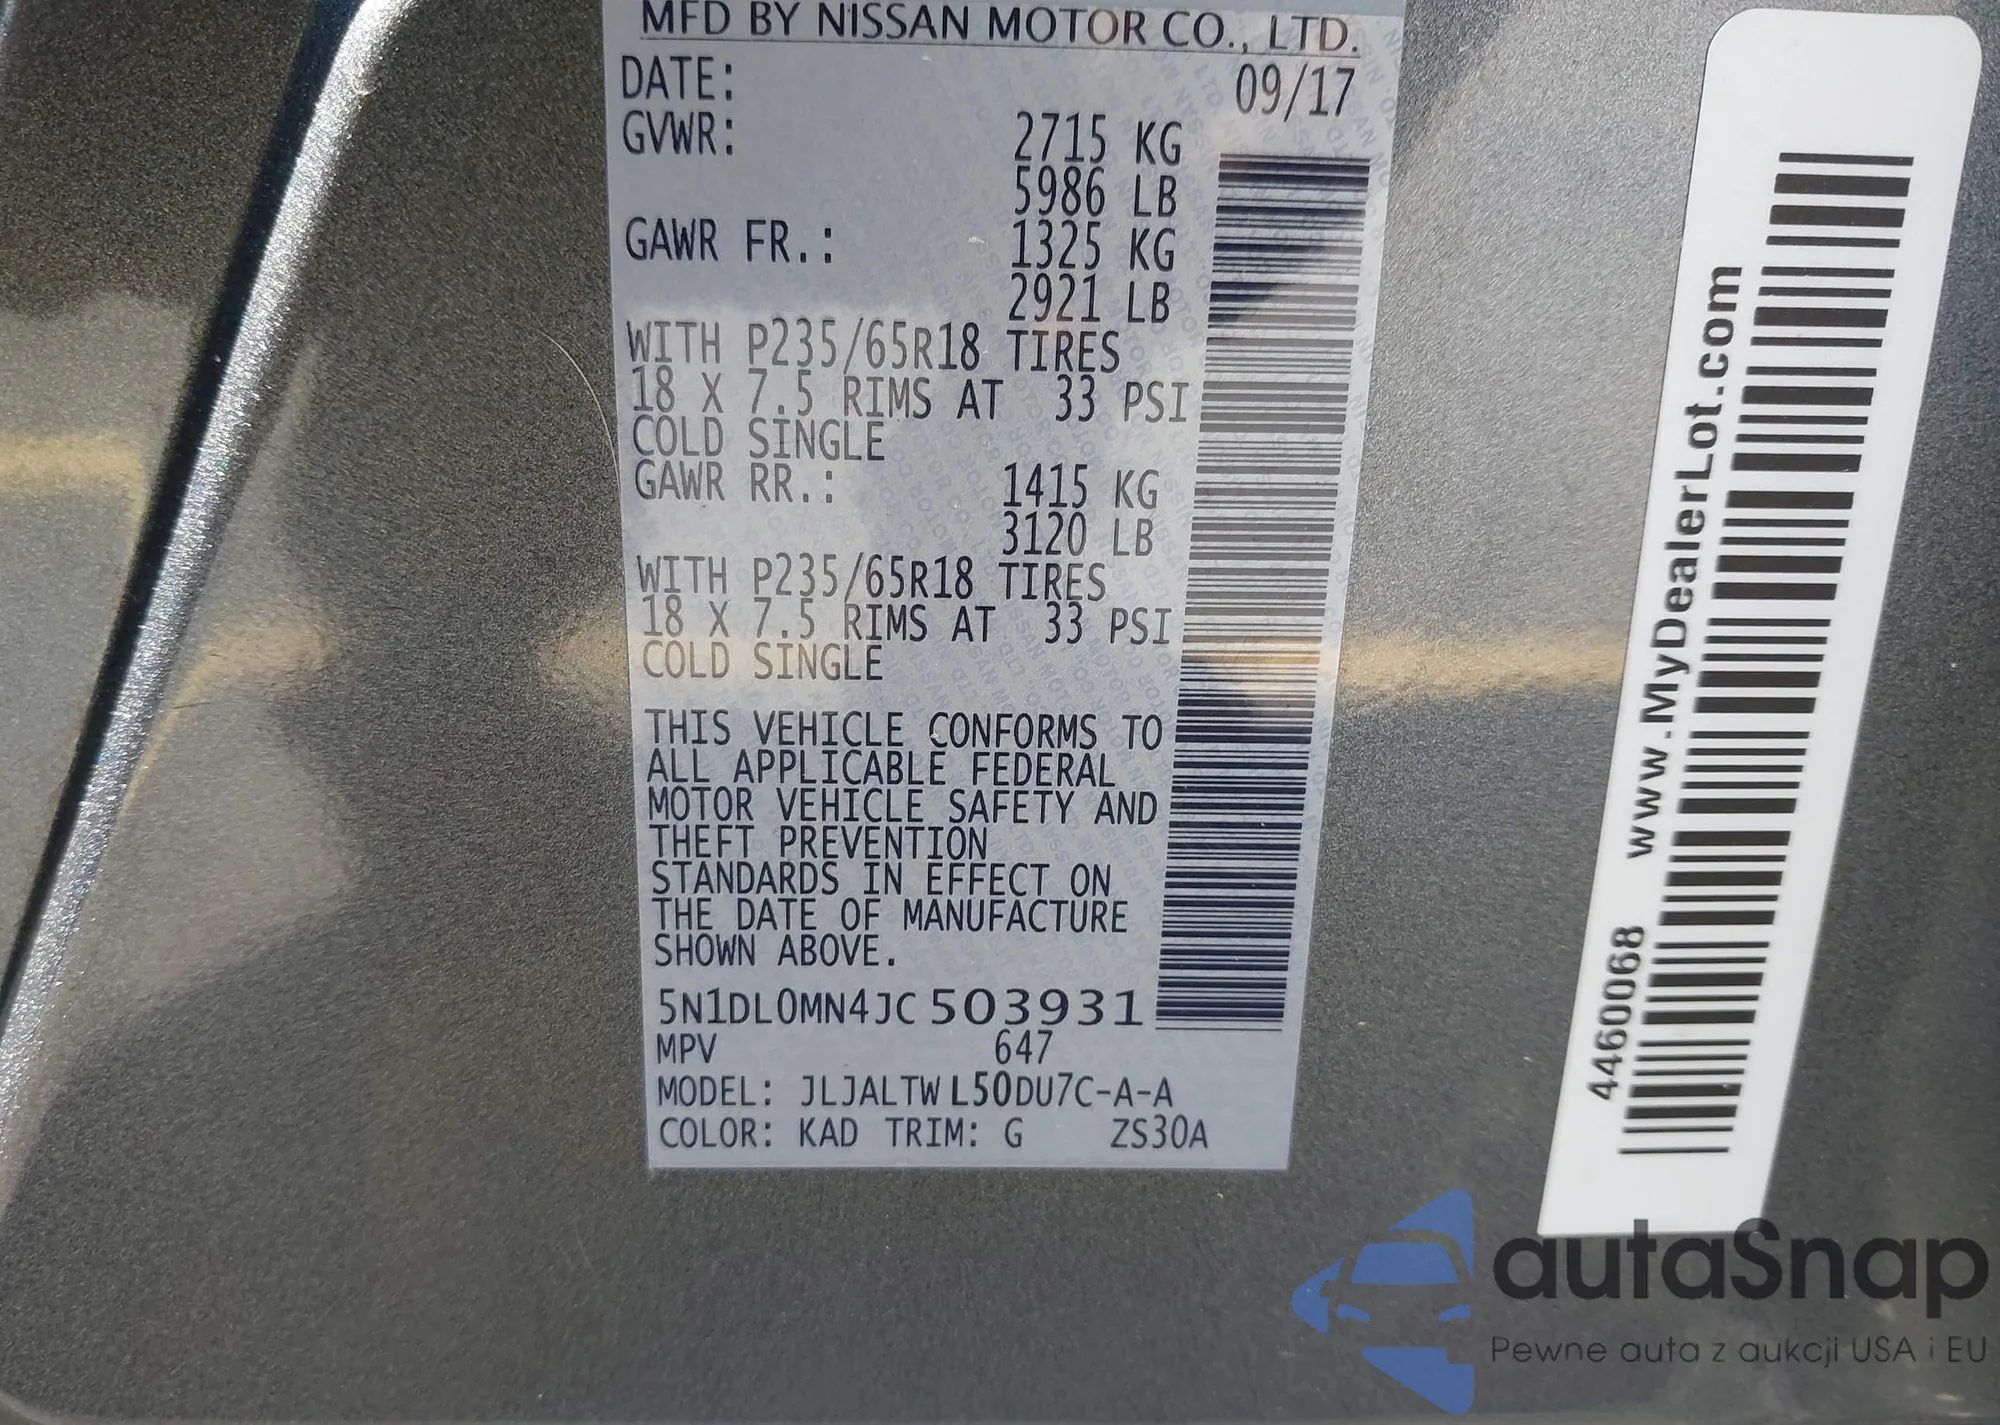 MFD BY NISSAN MOTOR CO., LTD.
DATE: 09/17
GVWR: 2715 KG
5986 LB
GAWR FR.: 1325 KG
2921 LB
WITH P235/65R18 TIRES
18 X 7.5 RIMS AT 33 PSI
COLD SINGLE
GAWR RR.: 1415 KG
3120 LB
WITH P235/65R18 TIRES
18 X 7.5 RIMS AT 33 PSI
COLD SINGLE
THIS VEHICLE CONFORMS TO
ALL APPLICABLE FEDERAL
MOTOR VEHICLE SAFETY AND
THEFT PREVENTION
STANDARDS IN EFFECT ON
THE DATE OF MANUFACTURE
SHOWN ABOVE.
5N1DL0MN4JC503931
MPV 647
MODEL: JLJALTWL50DU7C-A-A
COLOR: KAD TRIM: G ZS30A
4460068 www.MyDealerLot.com
autaSnap
Pewne auta z aukcji USA i EU